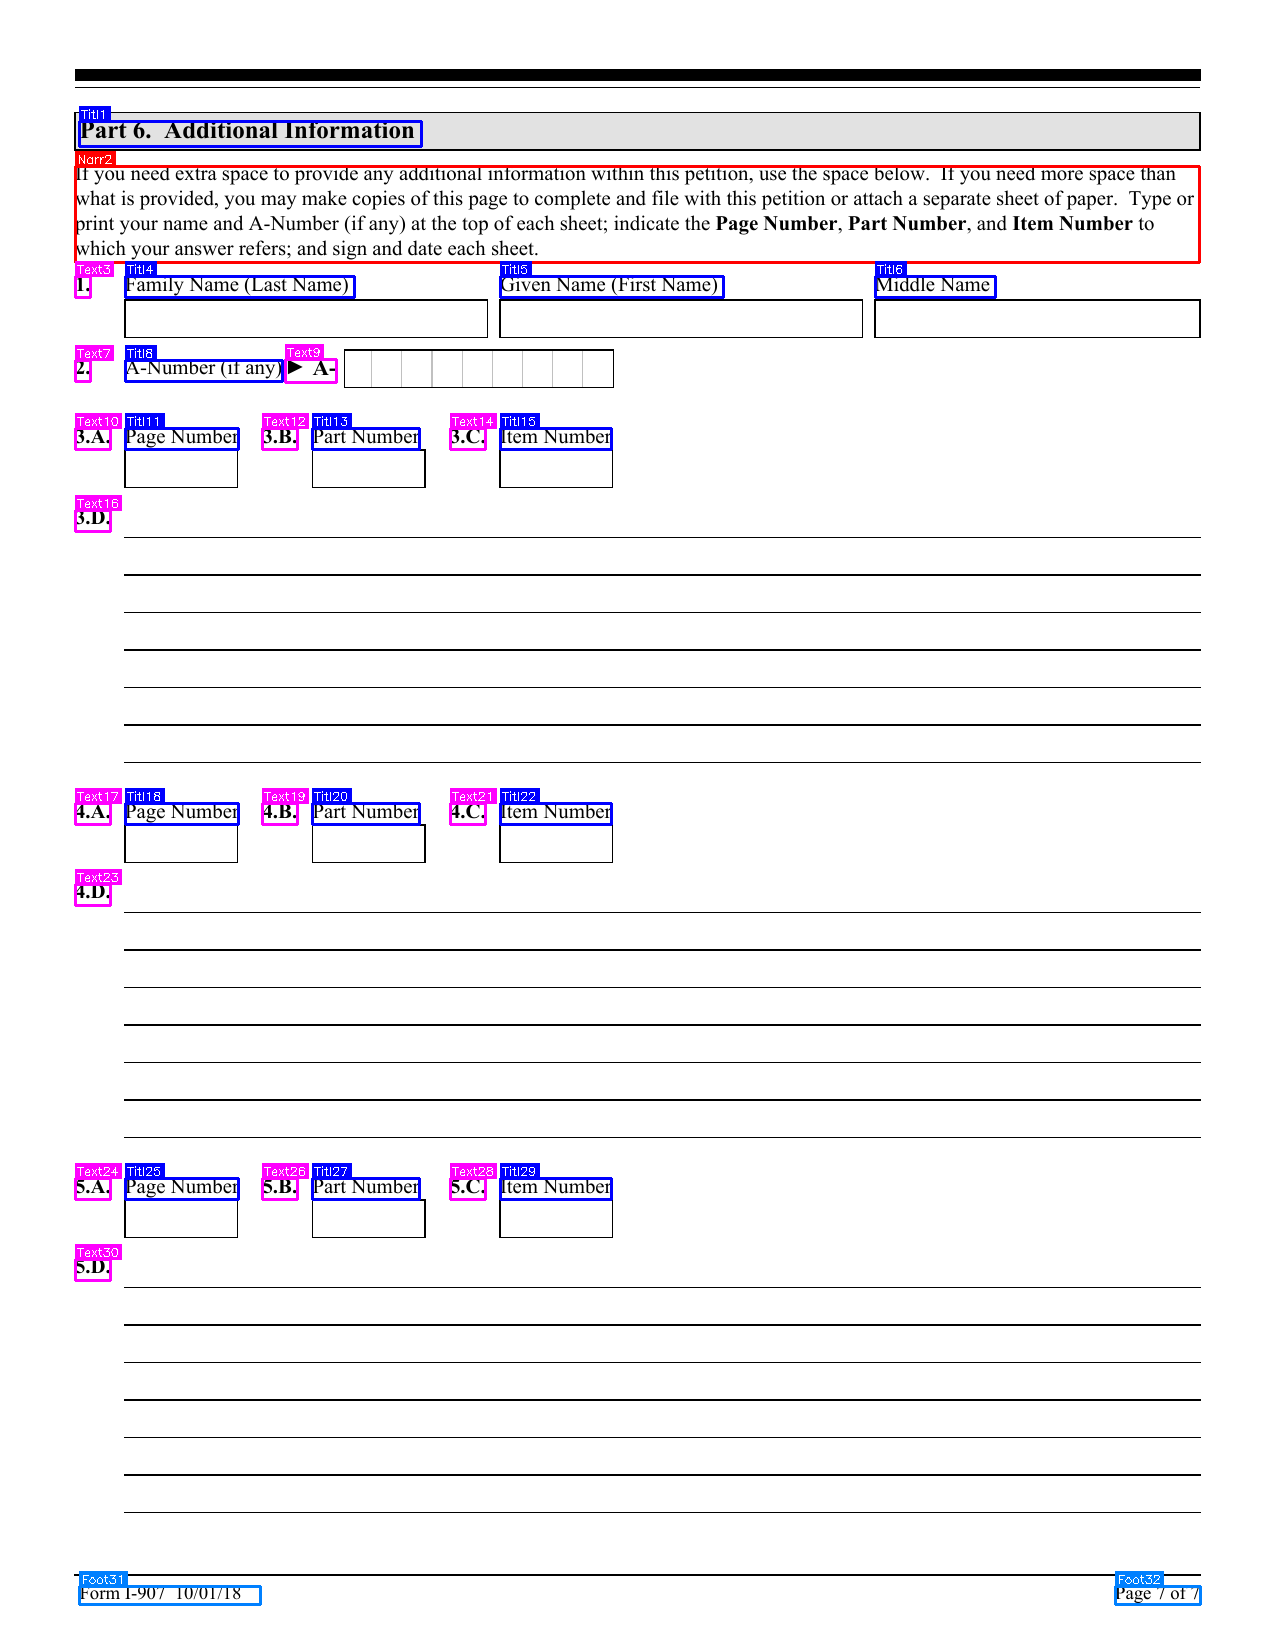 Titl1
Part 6. Additional Information
Narr2
If you need extra space to provide any additional information within this petition, use the space below. If you need more space than
what is provided, you may make copies of this page to complete and file with this petition or attach a separate sheet of paper. Type or
print your name and A-Number (if any) at the top of each sheet; indicate the Page Number, Part Number, and Item Number to
which your answer refers; and sign and date each sheet.
Text3 Titl4 Titl5 Titl6
1. Family Name (Last Name) Given Name (First Name) Middle Name
Text7 Titl8 Text9
2. A-Number (if any) ► A-
Text10 Titl11 Text12 Titl13 Text14 Titl15
3.A. Page Number 3.B. Part Number 3.C. Item Number
Text16
3.D.
Text17 Titl18 Text19 Titl20 Text21 Titl22
4.A. Page Number 4.B. Part Number 4.C. Item Number
Text23
4.D.
Text24 Titl25 Text26 Titl27 Text28 Titl29
5.A. Page Number 5.B. Part Number 5.C. Item Number
Text30
5.D.
Foot31 Foot32
Form I-907 10/01/18 Page 7 of 7